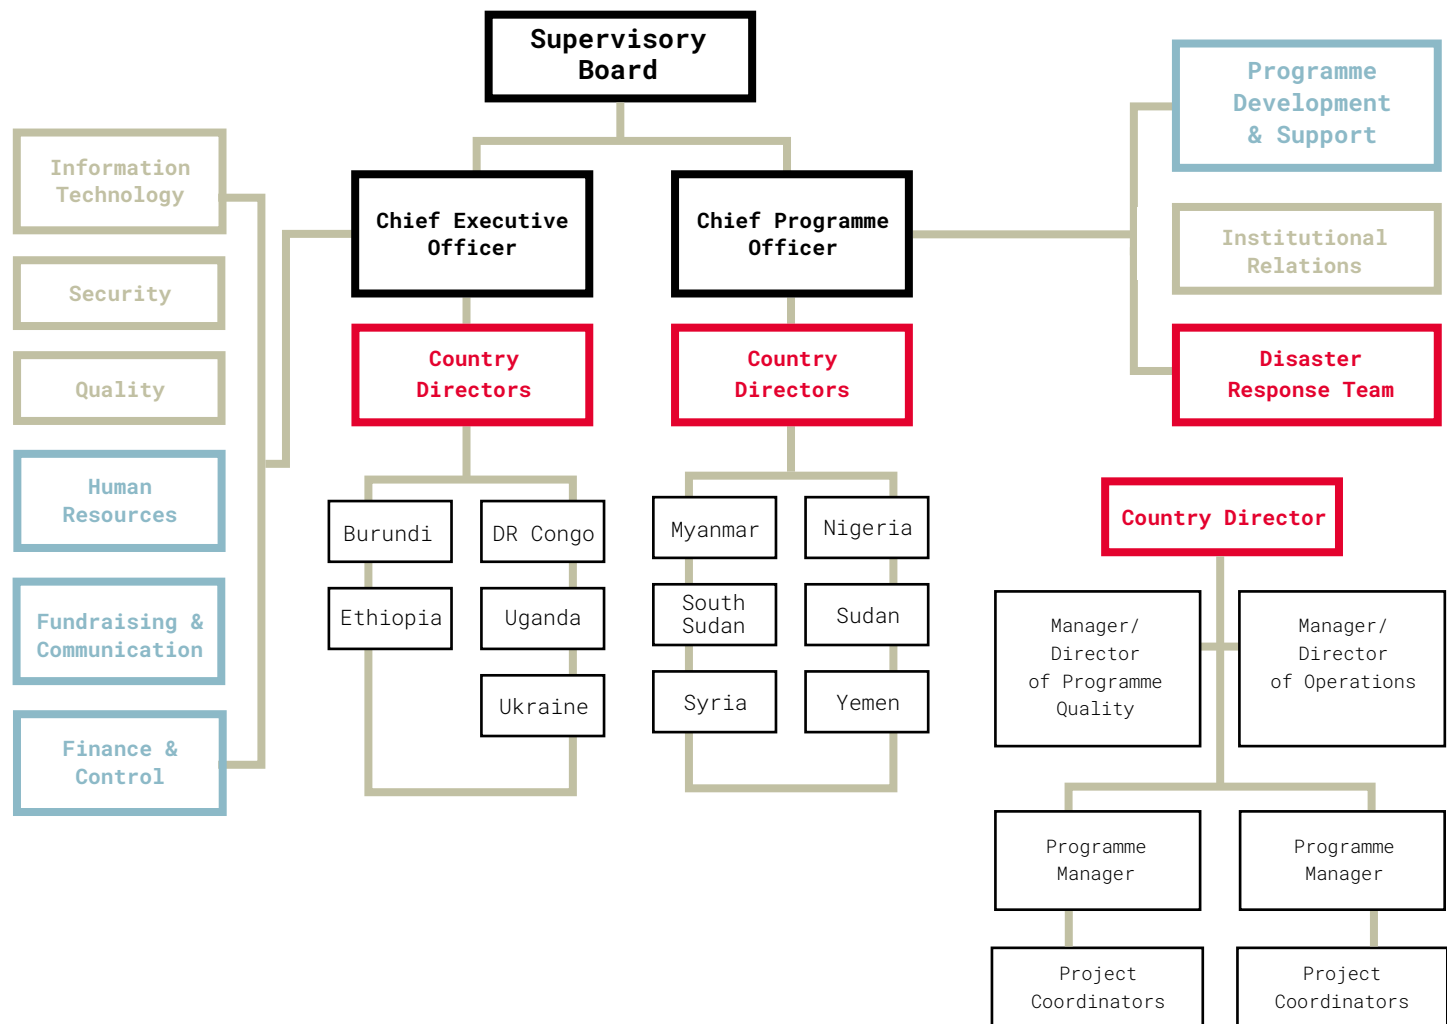 Supervisory
Board
Information
Technology
Security
Quality
Human
Resources
Fundraising &
Communication
Finance &
Control
Chief Executive
Officer
Country
Directors
Burundi
DR Congo
Ethiopia
Uganda
Ukraine
Chief Programme
Officer
Country
Directors
Myanmar
Nigeria
South
Sudan
Sudan
Syria
Yemen
Programme
Development
& Support
Institutional
Relations
Disaster
Response Team
Country Director
Manager/
Director
of Programme
Quality
Manager/
Director
of Operations
Programme
Manager
Programme
Manager
Project
Coordinators
Project
Coordinators